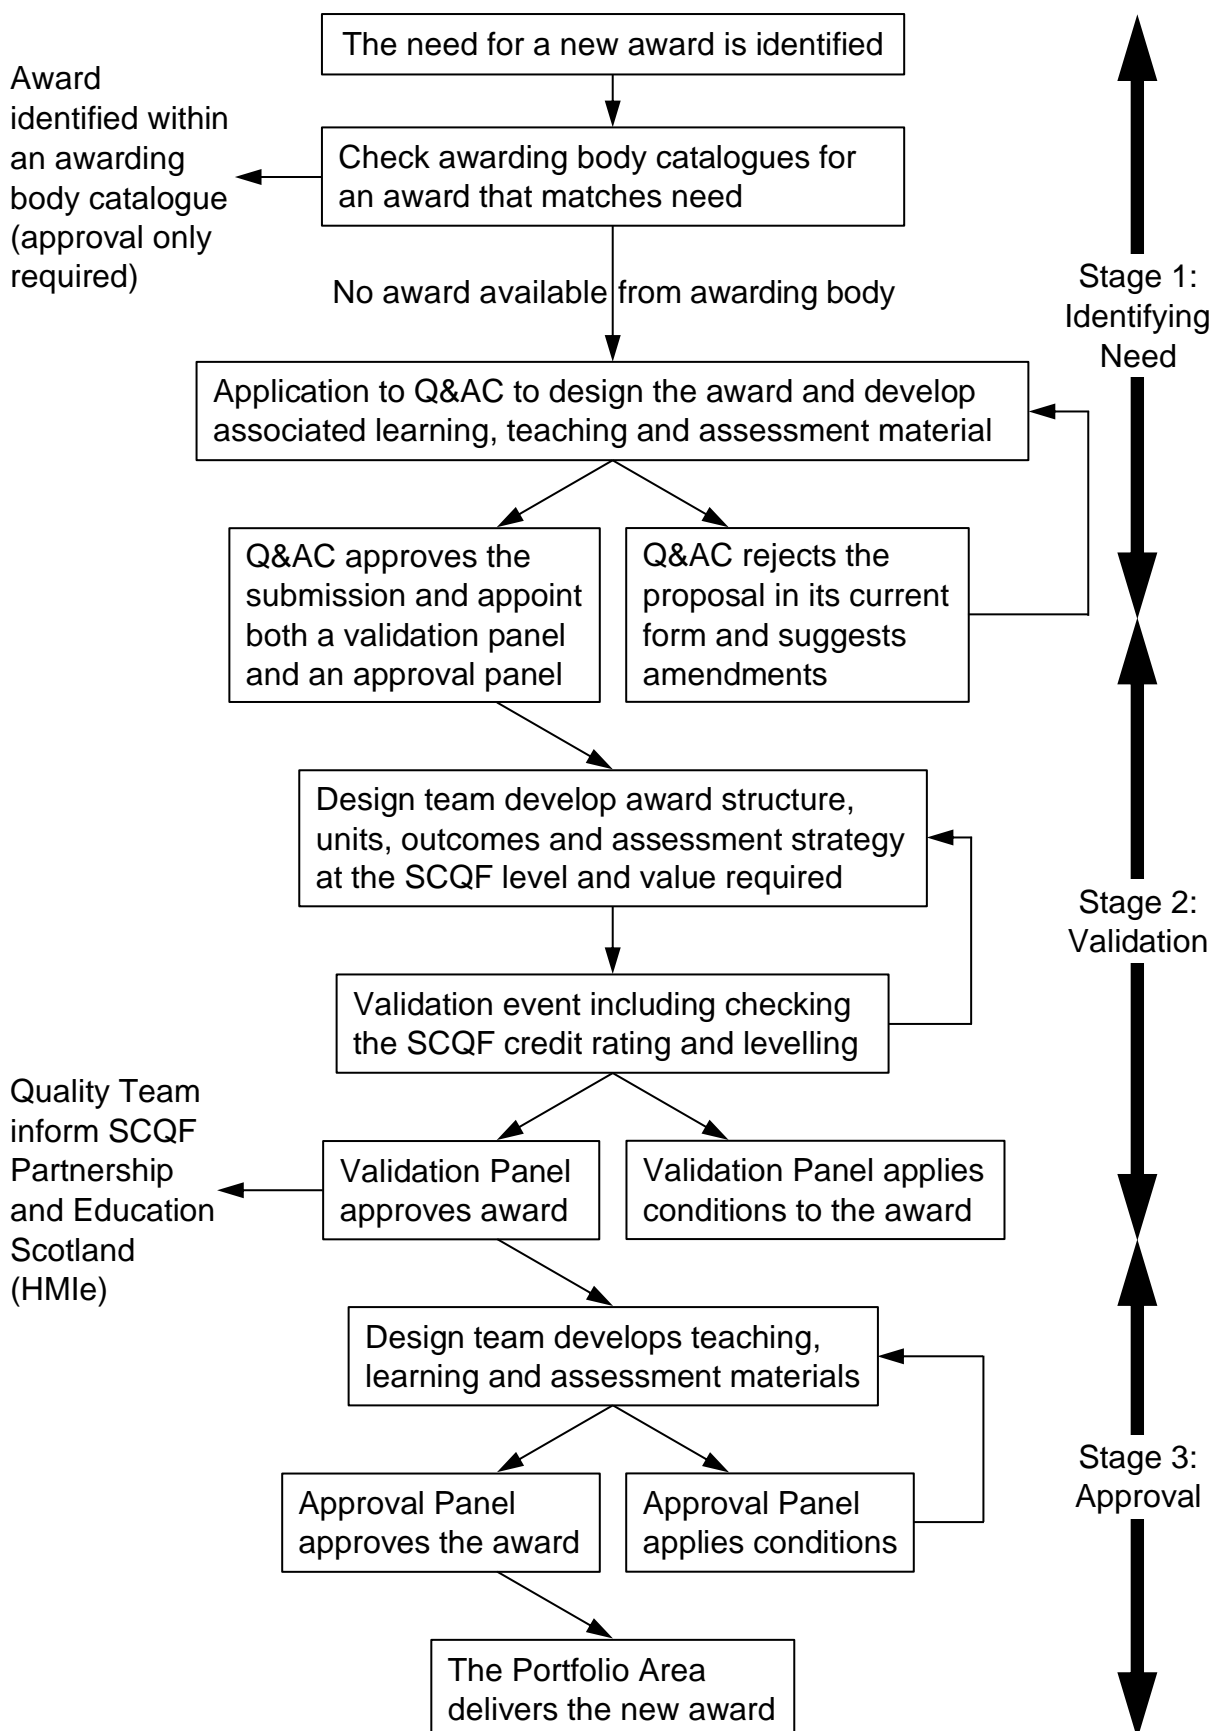 The need for a new award is identified
Award
identified within
an awarding
body catalogue
(approval only
required)
Check awarding body catalogues for
an award that matches need
No award available from awarding body
Stage 1:
Identifying
Need
Application to Q&AC to design the award and develop
associated learning, teaching and assessment material
Q&AC approves the
submission and appoint
both a validation panel
and an approval panel
Q&AC rejects the
proposal in its current
form and suggests
amendments
Design team develop award structure,
units, outcomes and assessment strategy
at the SCQF level and value required
Stage 2:
Validation
Validation event including checking
the SCQF credit rating and levelling
Quality Team
inform SCQF
Partnership
and Education
Scotland
(HMIe)
Validation Panel
approves award
Validation Panel applies
conditions to the award
Design team develops teaching,
learning and assessment materials
Stage 3:
Approval
Approval Panel
approves the award
Approval Panel
applies conditions
The Portfolio Area
delivers the new award